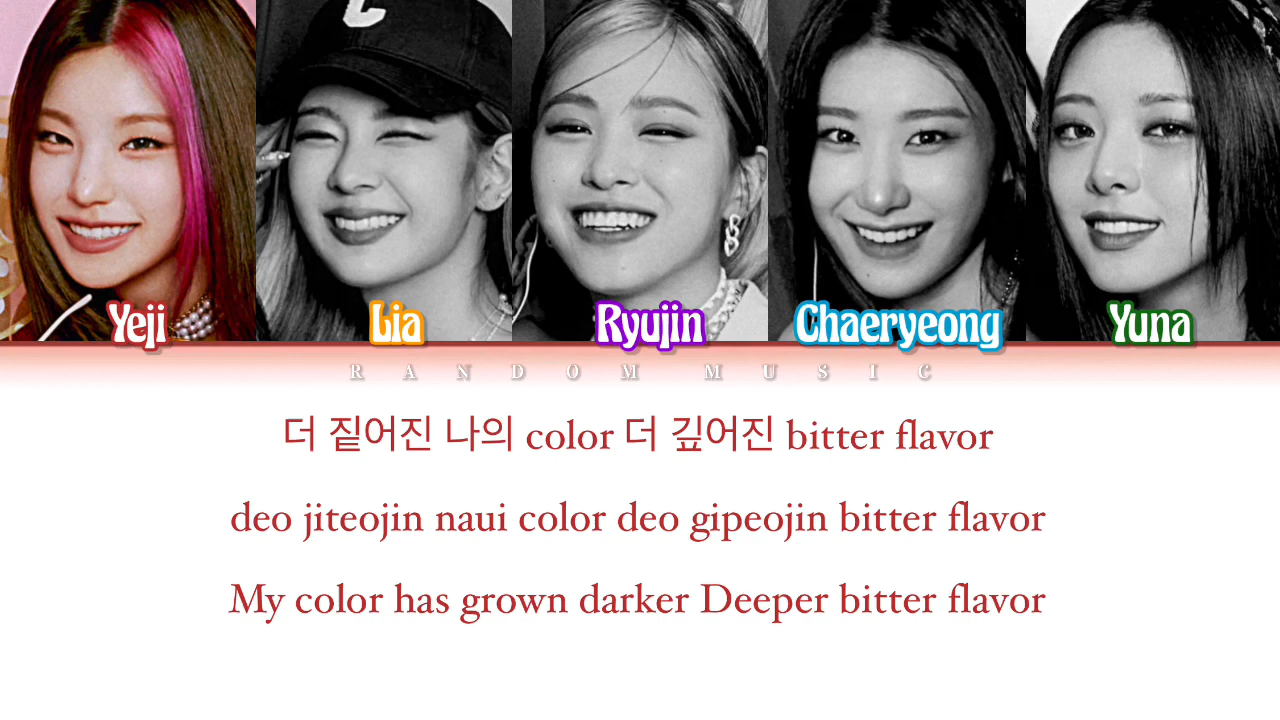 C
Yeji Lia Ryujin Chaeryeong Yuna
RANDOM MUSIC
더 짙어진 나의 color 더 깊어진 bitter flavor
deo jiteojin naui color deo gipeojin bitter flavor
My color has grown darker Deeper bitter flavor